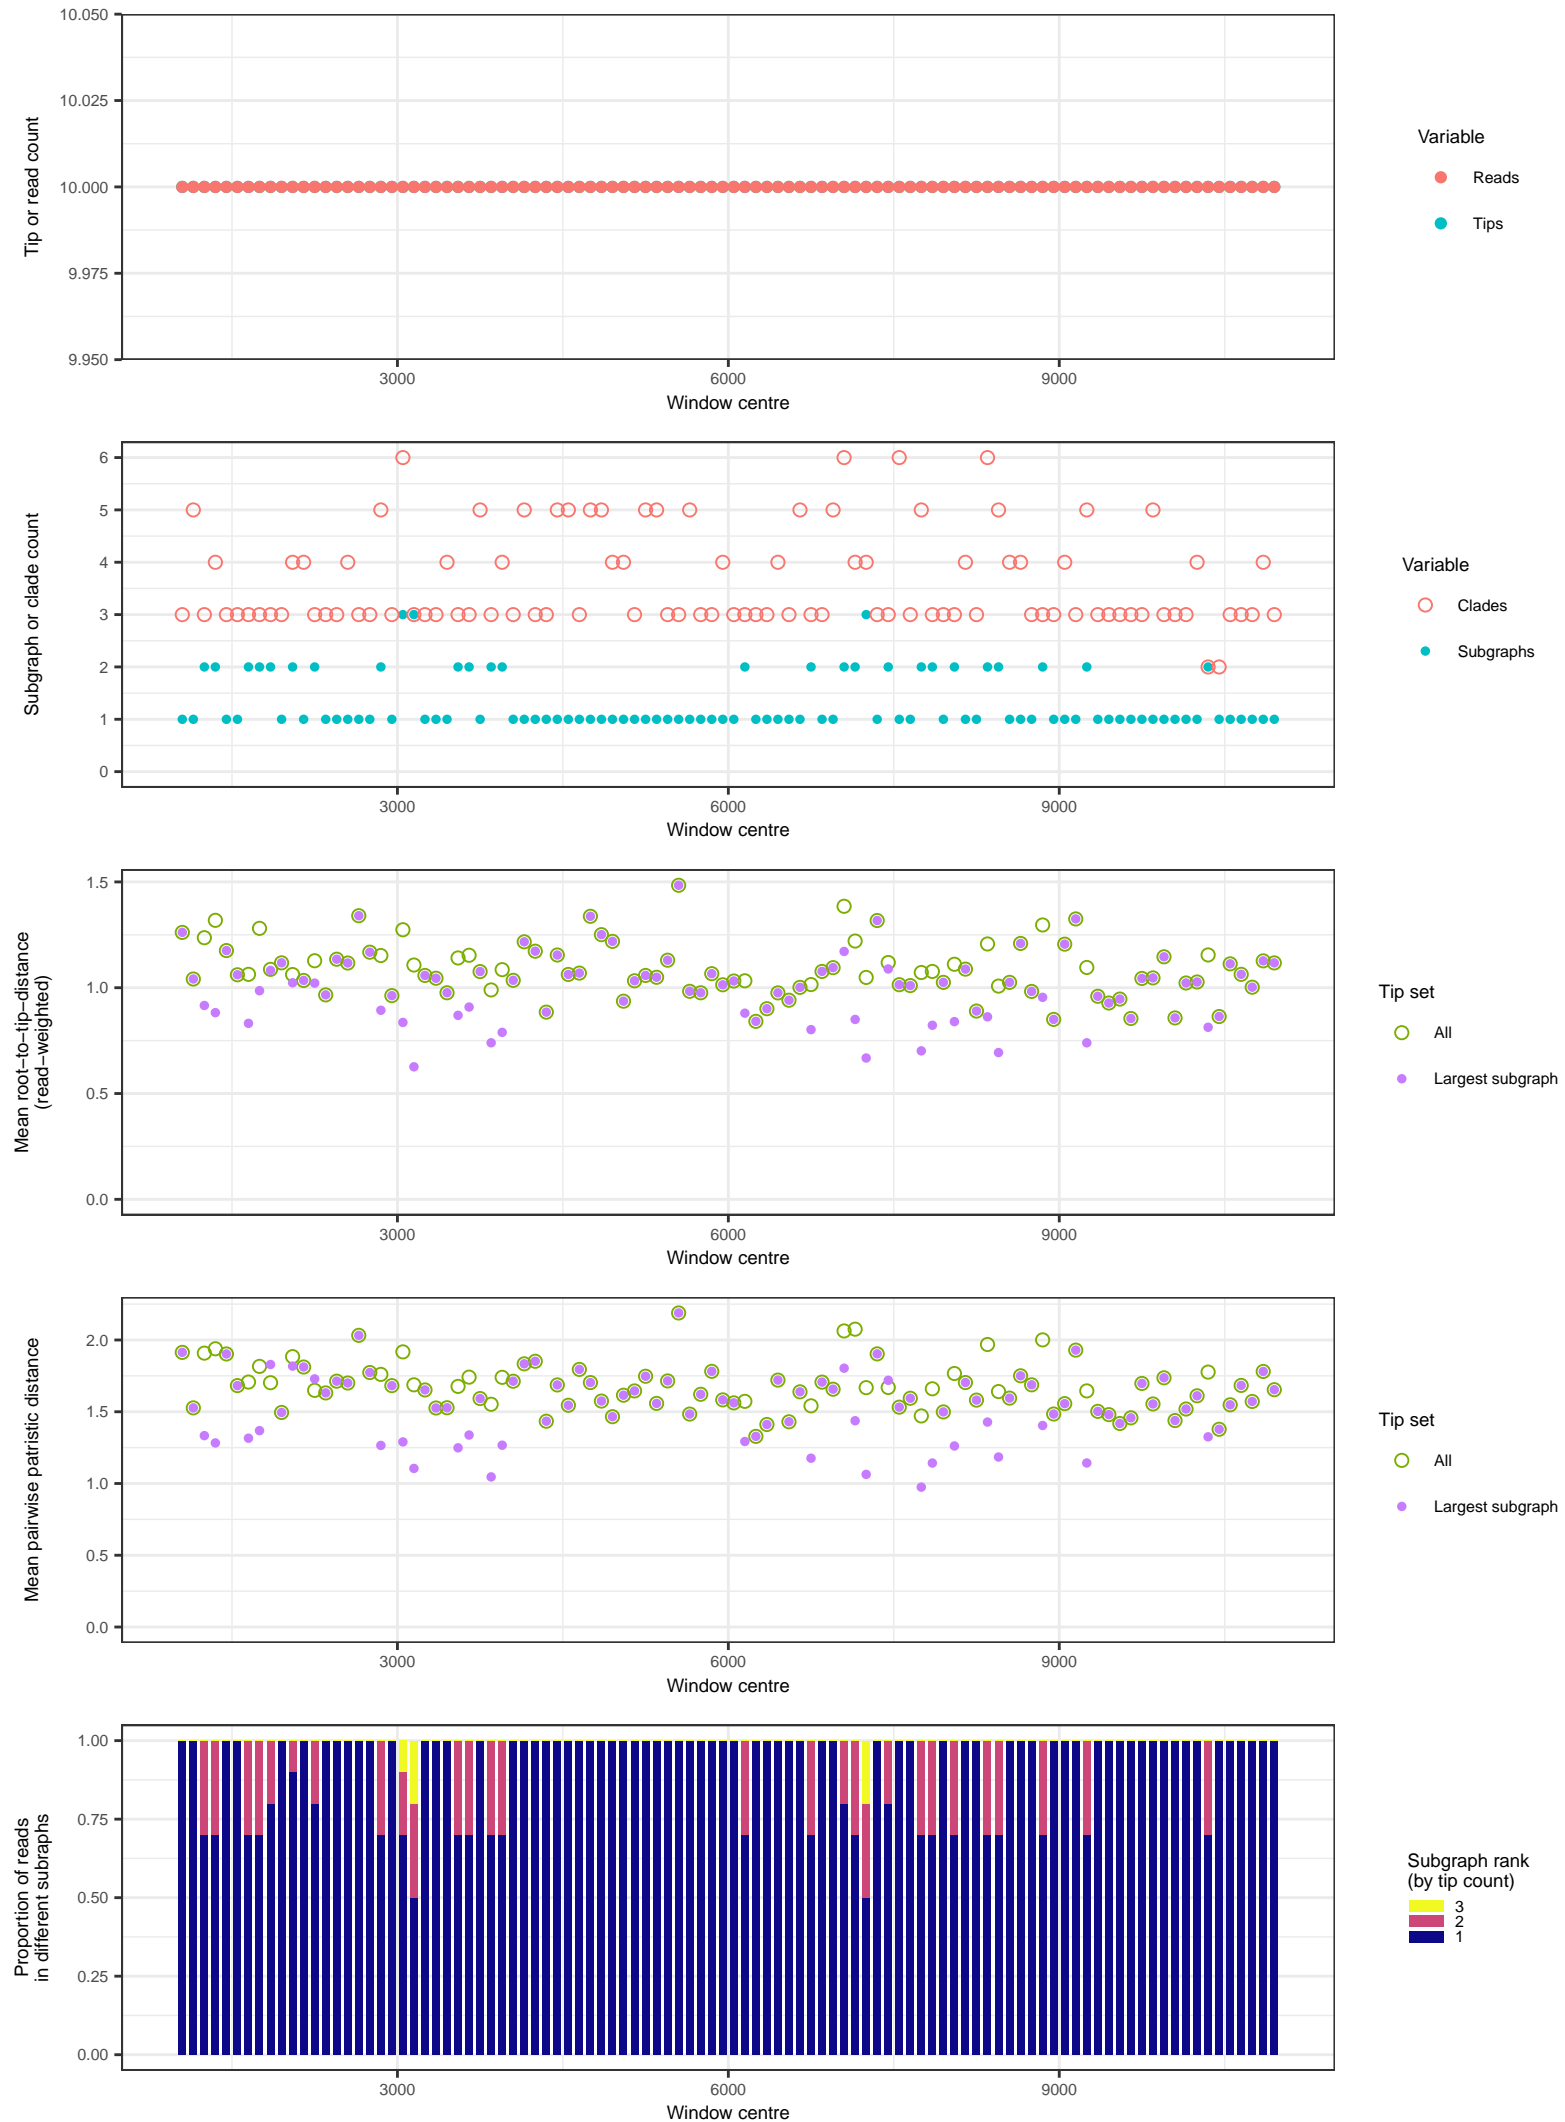 10.050
10.025
10.000
9.975
9.950
Tip or read count
3000
6000
9000
Window centre
Variable
Reads
Tips
6
5
4
3
2
1
0
Subgraph or clade count
3000
6000
9000
Window centre
Variable
Clades
Subgraphs
1.5
1.0
0.5
0.0
Mean root−to−tip−distance
(read−weighted)
3000
6000
9000
Window centre
Tip set
All
Largest subgraph
2.0
1.5
1.0
0.5
0.0
Mean pairwise patristic distance
3000
6000
9000
Window centre
Tip set
All
Largest subgraph
1.00
0.75
0.50
0.25
0.00
Proportion of reads
in different subraphs
3000
6000
9000
Window centre
Subgraph rank
(by tip count)
3
2
1